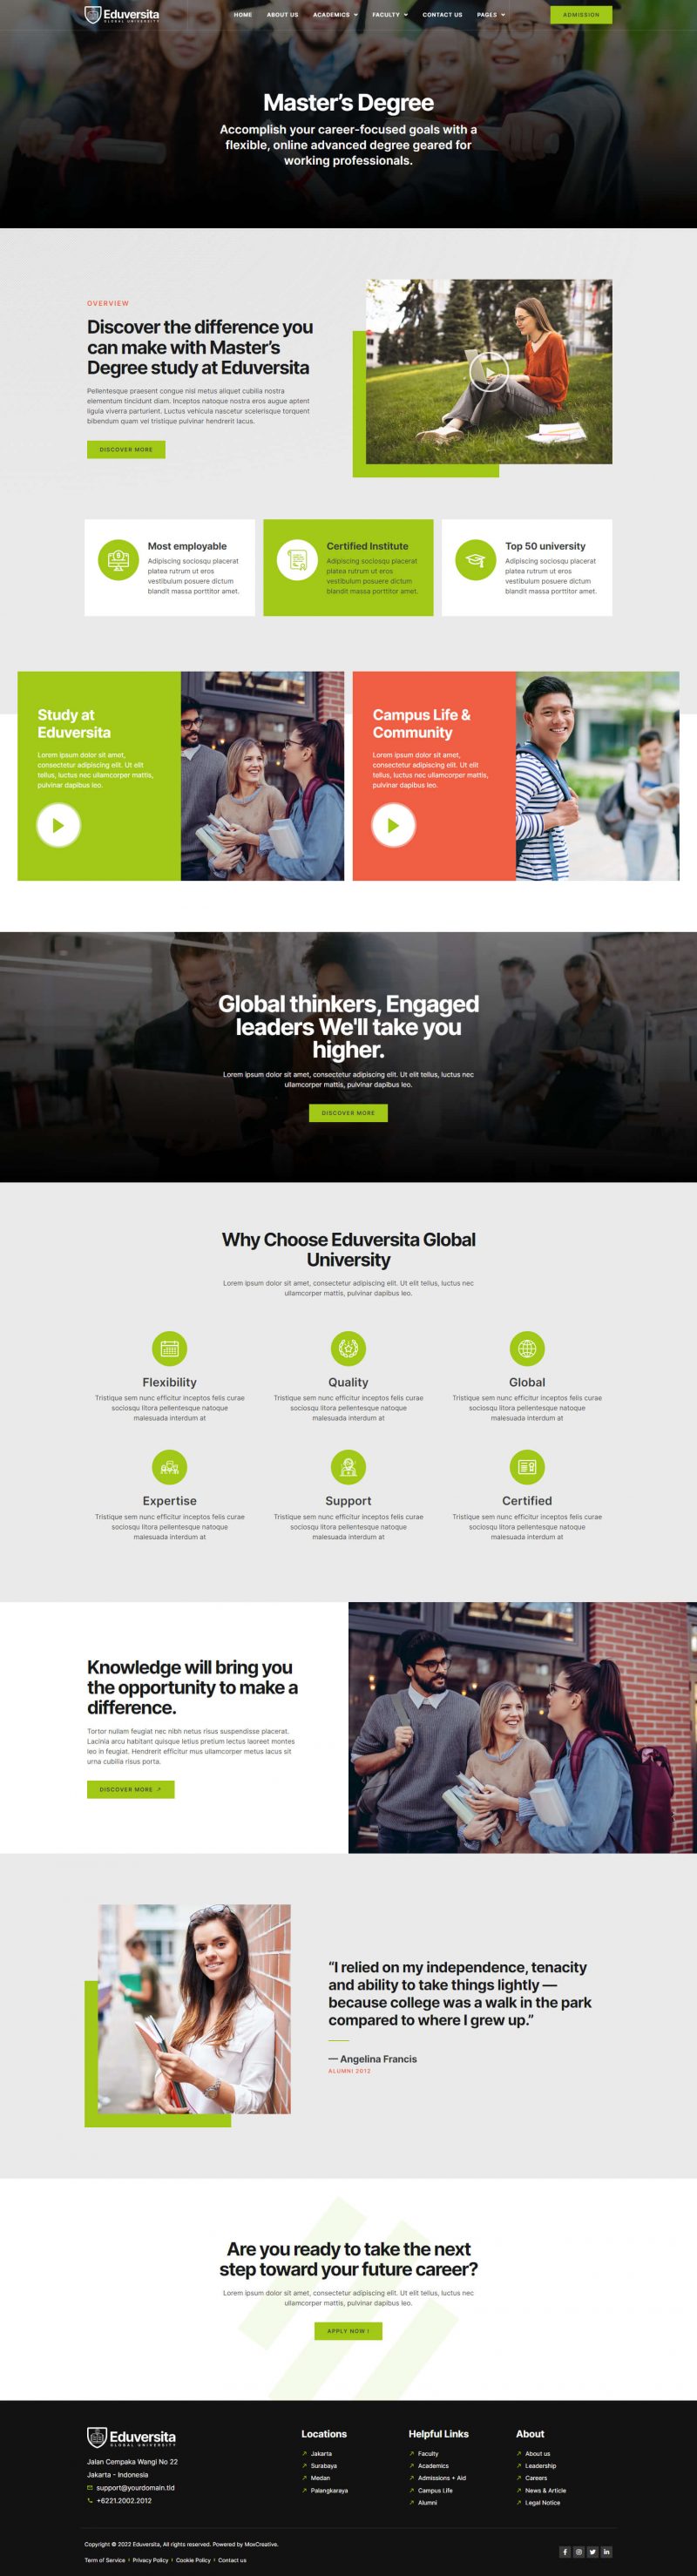 Eduversita
GLOBAL UNIVERSITY
HOME ABOUT US ACADEMICS FACULTY CONTACT US PAGES ADMISSION
Master's Degree
Accomplish your career-focused goals with a
flexible, online advanced degree geared for
working professionals.
OVERVIEW
Discover the difference you
can make with Master's
Degree study at Eduversita
Pellentesque praesent congue nisl metus aliquet cubilia nostra
elementum tincidunt diam. Inceptos natoque nostra eros augue aptent
ligula viverra parturient. Luctus vehicula nascetur scelerisque torquent
bibendum quam vel tristique pulvinar hendrerit lacus.
DISCOVER MORE
Most employable
Adipiscing sociosqu placerat
platea rutrum ut eros
vestibulum posuere dictum
blandit massa porttitor amet.
Certified Institute
Adipiscing sociosqu placerat
platea rutrum ut eros
vestibulum posuere dictum
blandit massa porttitor amet.
Top 50 university
Adipiscing sociosqu placerat
platea rutrum ut eros
vestibulum posuere dictum
blandit massa porttitor amet.
Study at
Eduversita
Lorem ipsum dolor sit amet,
consectetur adipiscing elit. Ut elit
tellus, luctus nec ullamcorper mattis,
pulvinar dapibus leo.
Campus Life &
Community
Lorem ipsum dolor sit amet,
consectetur adipiscing elit. Ut elit
tellus, luctus nec ullamcorper mattis,
pulvinar dapibus leo.
Global thinkers, Engaged
leaders We'll take you
higher.
Lorem ipsum dolor sit amet, consectetur adipiscing elit. Ut elit tellus, luctus nec
ullamcorper mattis, pulvinar dapibus leo.
DISCOVER MORE
Why Choose Eduversita Global
University
Lorem ipsum dolor sit amet, consectetur adipiscing elit. Ut elit tellus, luctus nec
ullamcorper mattis, pulvinar dapibus leo.
Flexibility
Tristique sem nunc efficitur inceptos felis curae
sociosqu litora pellentesque natoque
malesuada interdum at
Quality
Tristique sem nunc efficitur inceptos felis curae
sociosqu litora pellentesque natoque
malesuada interdum at
Global
Tristique sem nunc efficitur inceptos felis curae
sociosqu litora pellentesque natoque
malesuada interdum at
Expertise
Tristique sem nunc efficitur inceptos felis curae
sociosqu litora pellentesque natoque
malesuada interdum at
Support
Tristique sem nunc efficitur inceptos felis curae
sociosqu litora pellentesque natoque
malesuada interdum at
Certified
Tristique sem nunc efficitur inceptos felis curae
sociosqu litora pellentesque natoque
malesuada interdum at
Knowledge will bring you
the opportunity to make a
difference.
Tortor nullam feugiat nec nibh netus risus suspendisse placerat.
Lacinia arcu habitant quisque letius pretium lectus laoreet montes
leo in feugiat. Hendrerit efficitur mus ullamcorper metus lacus sit
urna cubilia risus porta.
DISCOVER MORE
“I relied on my independence, tenacity
and ability to take things lightly —
because college was a walk in the park
compared to where I grew up.”
— Angelina Francis
ALUMNI 2012
Are you ready to take the next
step toward your future career?
Lorem ipsum dolor sit amet, consectetur adipiscing elit. Ut elit tellus, luctus nec
ullamcorper mattis, pulvinar dapibus leo.
APPLY NOW !
Eduversita
GLOBAL UNIVERSITY
Jalan Cempaka Wangi No 22
Jakarta - Indonesia
support@yourdomain.tld
+6221.2002.2012
Locations
Jakarta
Surabaya
Medan
Palangkaraya
Helpful Links
Faculty
Academics
Admissions + Aid
Campus Life
Alumni
About
About us
Leadership
Careers
News & Article
Legal Notice
Copyright © 2022 Eduversita, All rights reserved. Powered by MoxCreative.
Term of Service Privacy Policy Cookie Policy Contact us